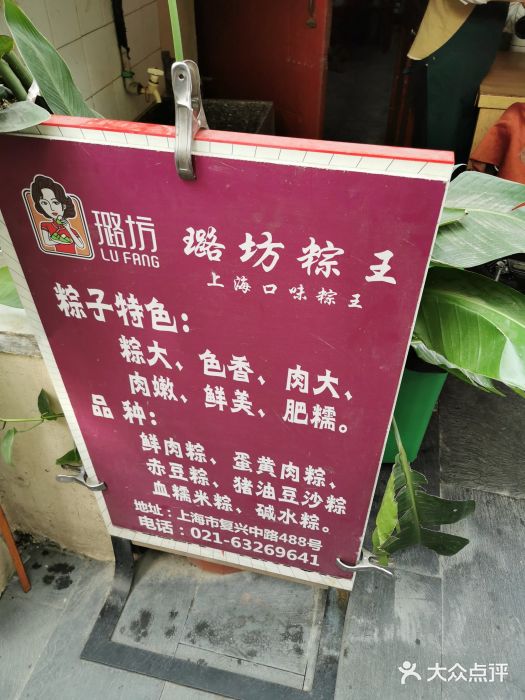 璐坊
LU FANG
璐坊粽王
上海口味粽王
粽子特色：
粽大、色香、肉大、
肉嫩、鲜美、肥糯。
品种：
鲜肉粽、蛋黄肉粽、
赤豆粽、猪油豆沙粽
血糯米粽、碱水粽。
地址：上海市复兴中路488号
电话：021-63269641
大众点评